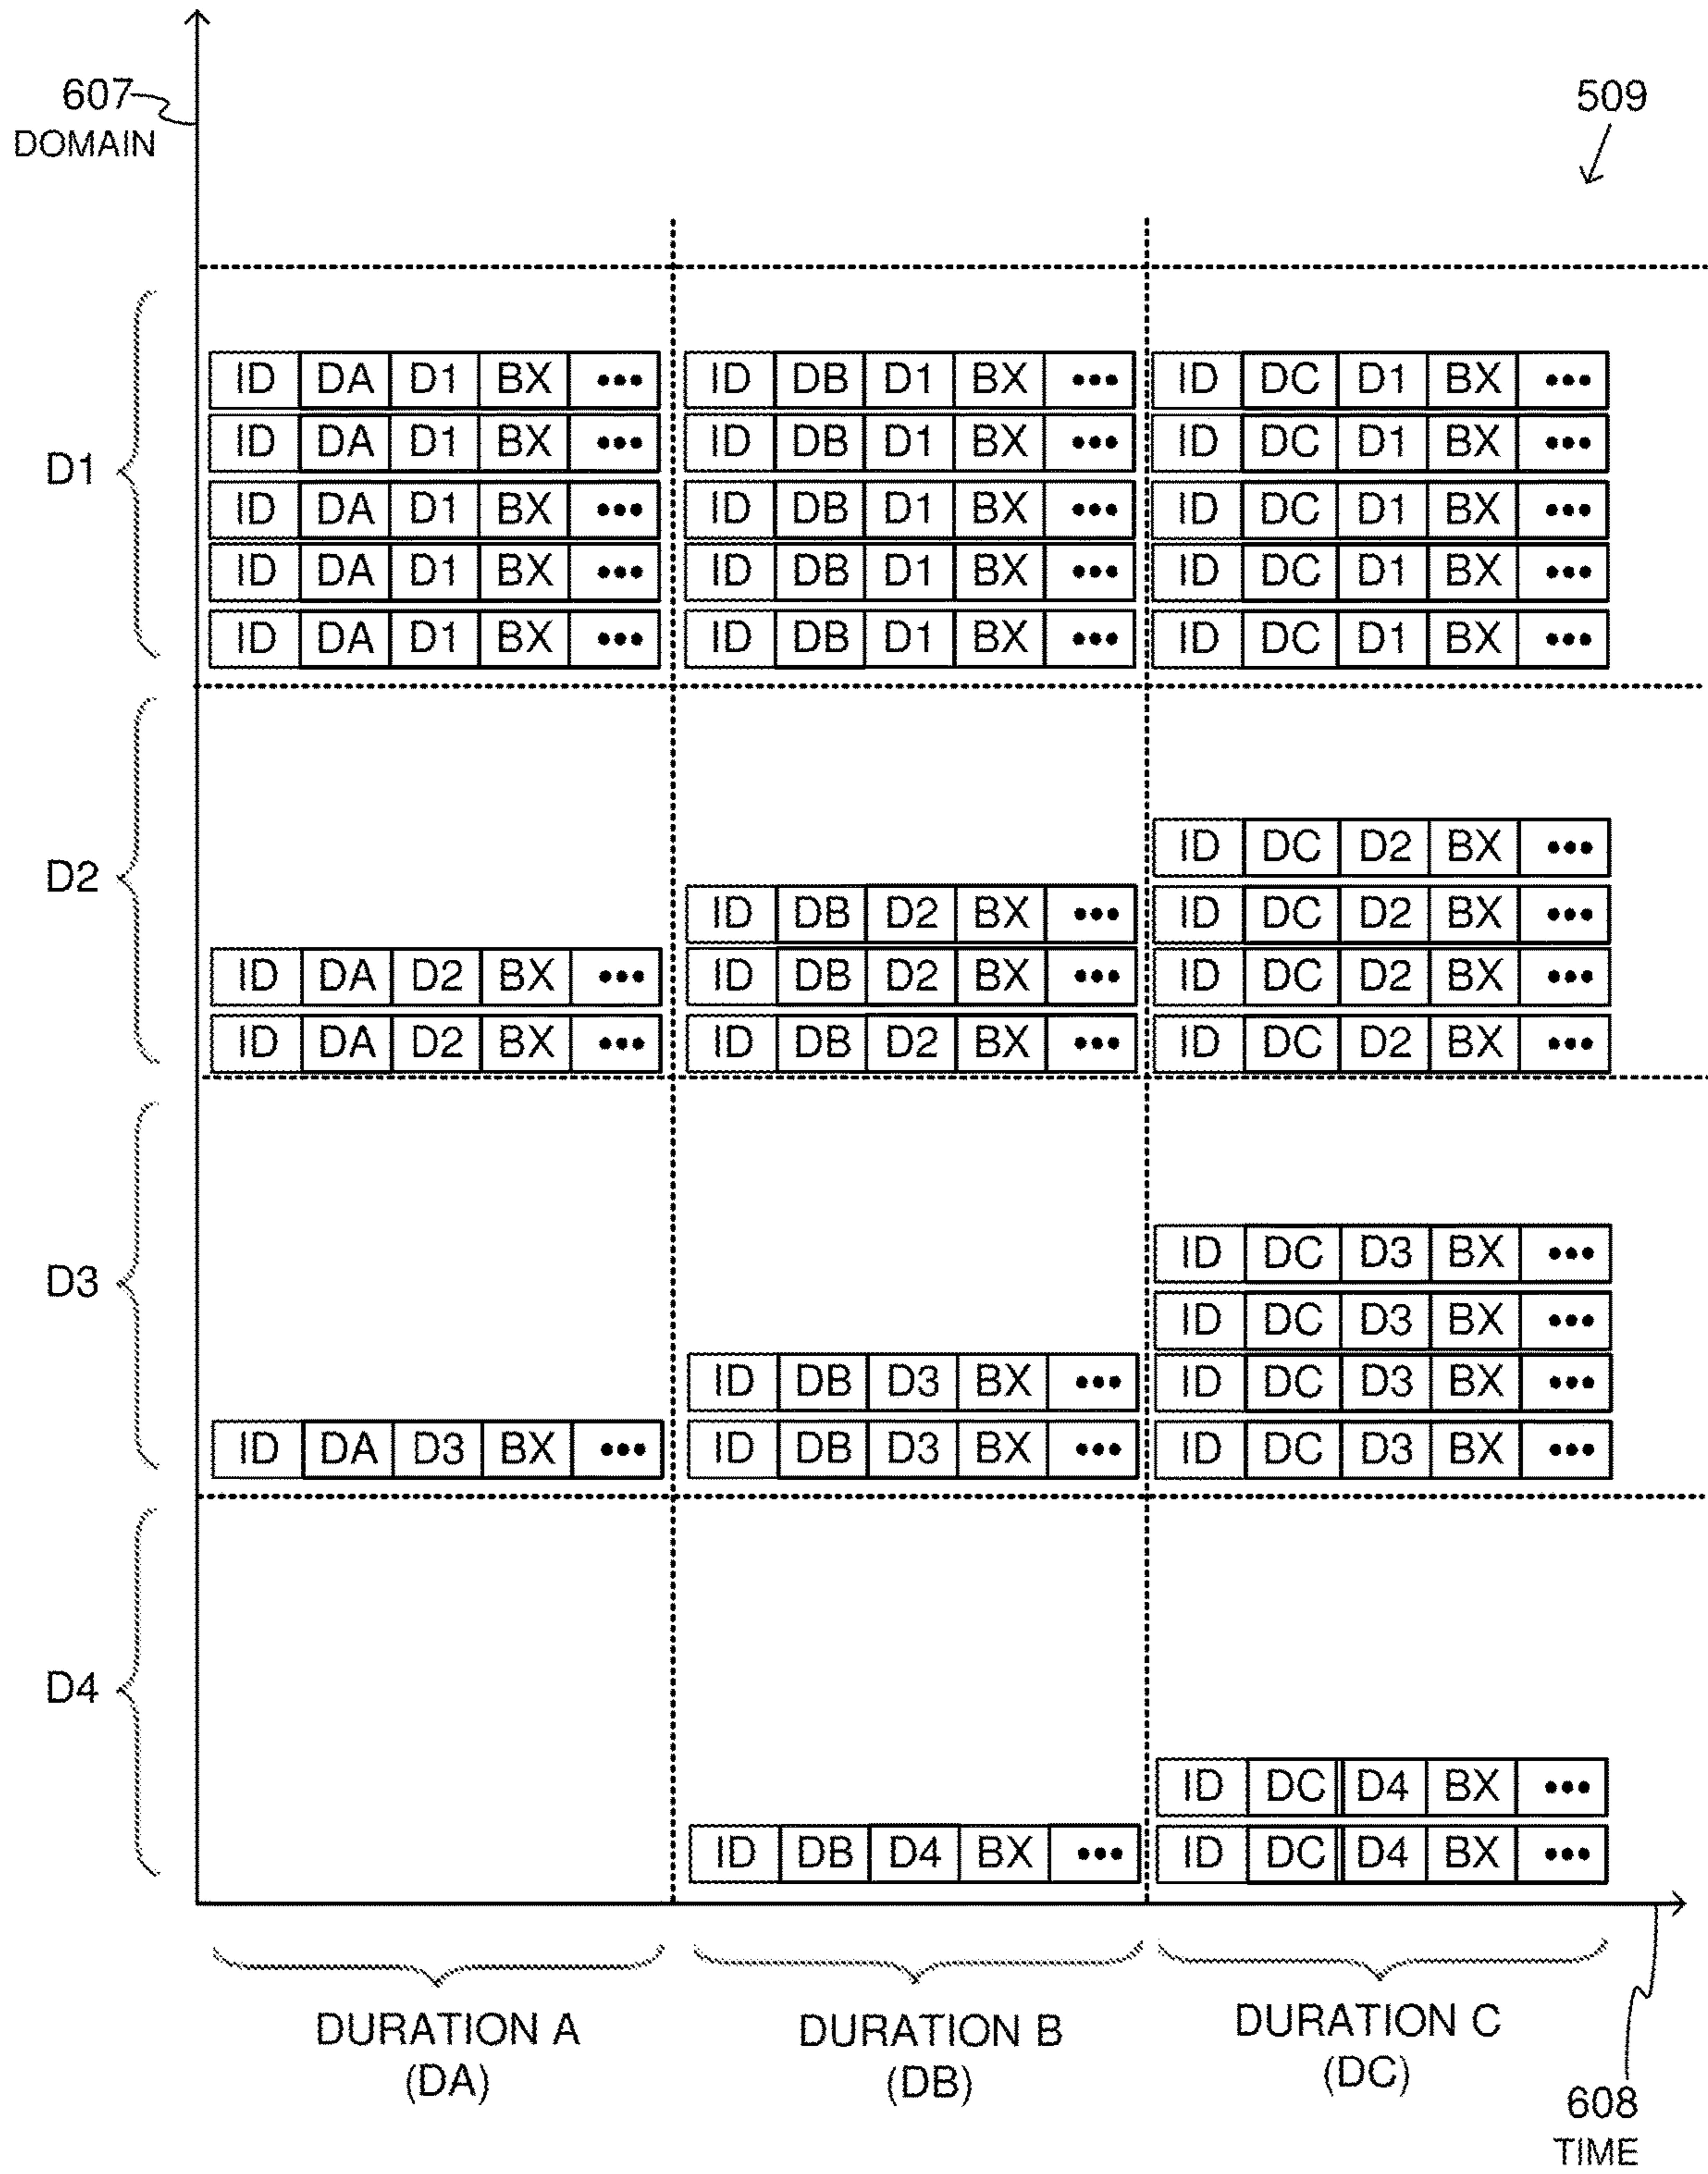 607
DOMAIN
509
D1
ID DA D1 BX ••• ID DB D1 BX ••• ID DC D1 BX •••
ID DA D1 BX ••• ID DB D1 BX ••• ID DC D1 BX •••
ID DA D1 BX ••• ID DB D1 BX ••• ID DC D1 BX •••
ID DA D1 BX ••• ID DB D1 BX ••• ID DC D1 BX •••
ID DA D1 BX ••• ID DB D1 BX ••• ID DC D1 BX •••
D2
ID DC D2 BX •••
ID DB D2 BX ••• ID DC D2 BX •••
ID DA D2 BX ••• ID DB D2 BX ••• ID DC D2 BX •••
ID DA D2 BX ••• ID DB D2 BX ••• ID DC D2 BX •••
D3
ID DC D3 BX •••
ID DC D3 BX •••
ID DB D3 BX ••• ID DC D3 BX •••
ID DA D3 BX ••• ID DB D3 BX ••• ID DC D3 BX •••
D4
ID DC D4 BX •••
ID DB D4 BX ••• ID DC D4 BX •••
DURATION A
(DA)
DURATION B
(DB)
DURATION C
(DC)
608
TIME